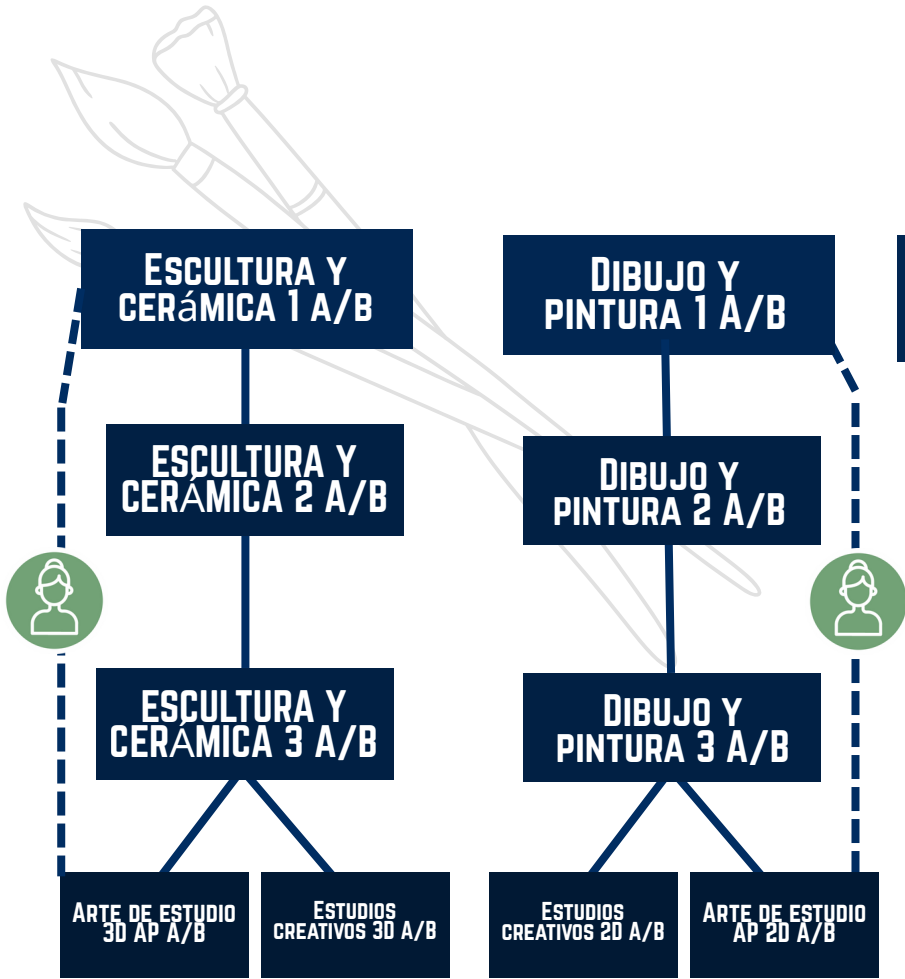 Escultura y
cerámica 1 A/B
Dibujo y
pintura 1 A/B
ESCULTURA Y
CERÁMICA 2 A/B
Dibujo y
pintura 2 A/B
ESCULTURA Y
CERÁMICA 3 A/B
Dibujo y
pintura 3 A/B
Arte de estudio
3D AP A/B
Estudios
creativos 3D A/B
Estudios
creativos 2D A/B
Arte de estudio
AP 2D A/B